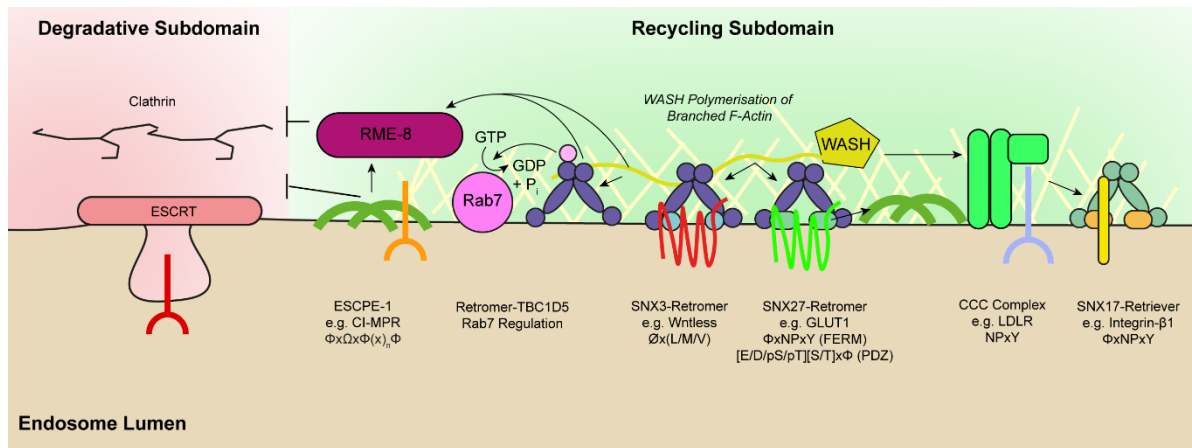 Degradative Subdomain
Recycling Subdomain
Clathrin
WASH Polymerisation of
Branched F-Actin
RME-8
GTP
GDP
+ Pi
WASH
Rab7
ESCRT
ESCPE-1
e.g. CI-MPR
ΦxΩxΦ(x)nΦ
Retromer-TBC1D5
Rab7 Regulation
SNX3-Retromer
e.g. Wntless
Øx(L/M/V)
SNX27-Retromer
e.g. GLUT1
ΦxNPxY (FERM)
[E/D/pS/pT][S/T]xΦ (PDZ)
CCC Complex
e.g. LDLR
NPxY
SNX17-Retriever
e.g. Integrin-β1
ΦxNPxY
Endosome Lumen